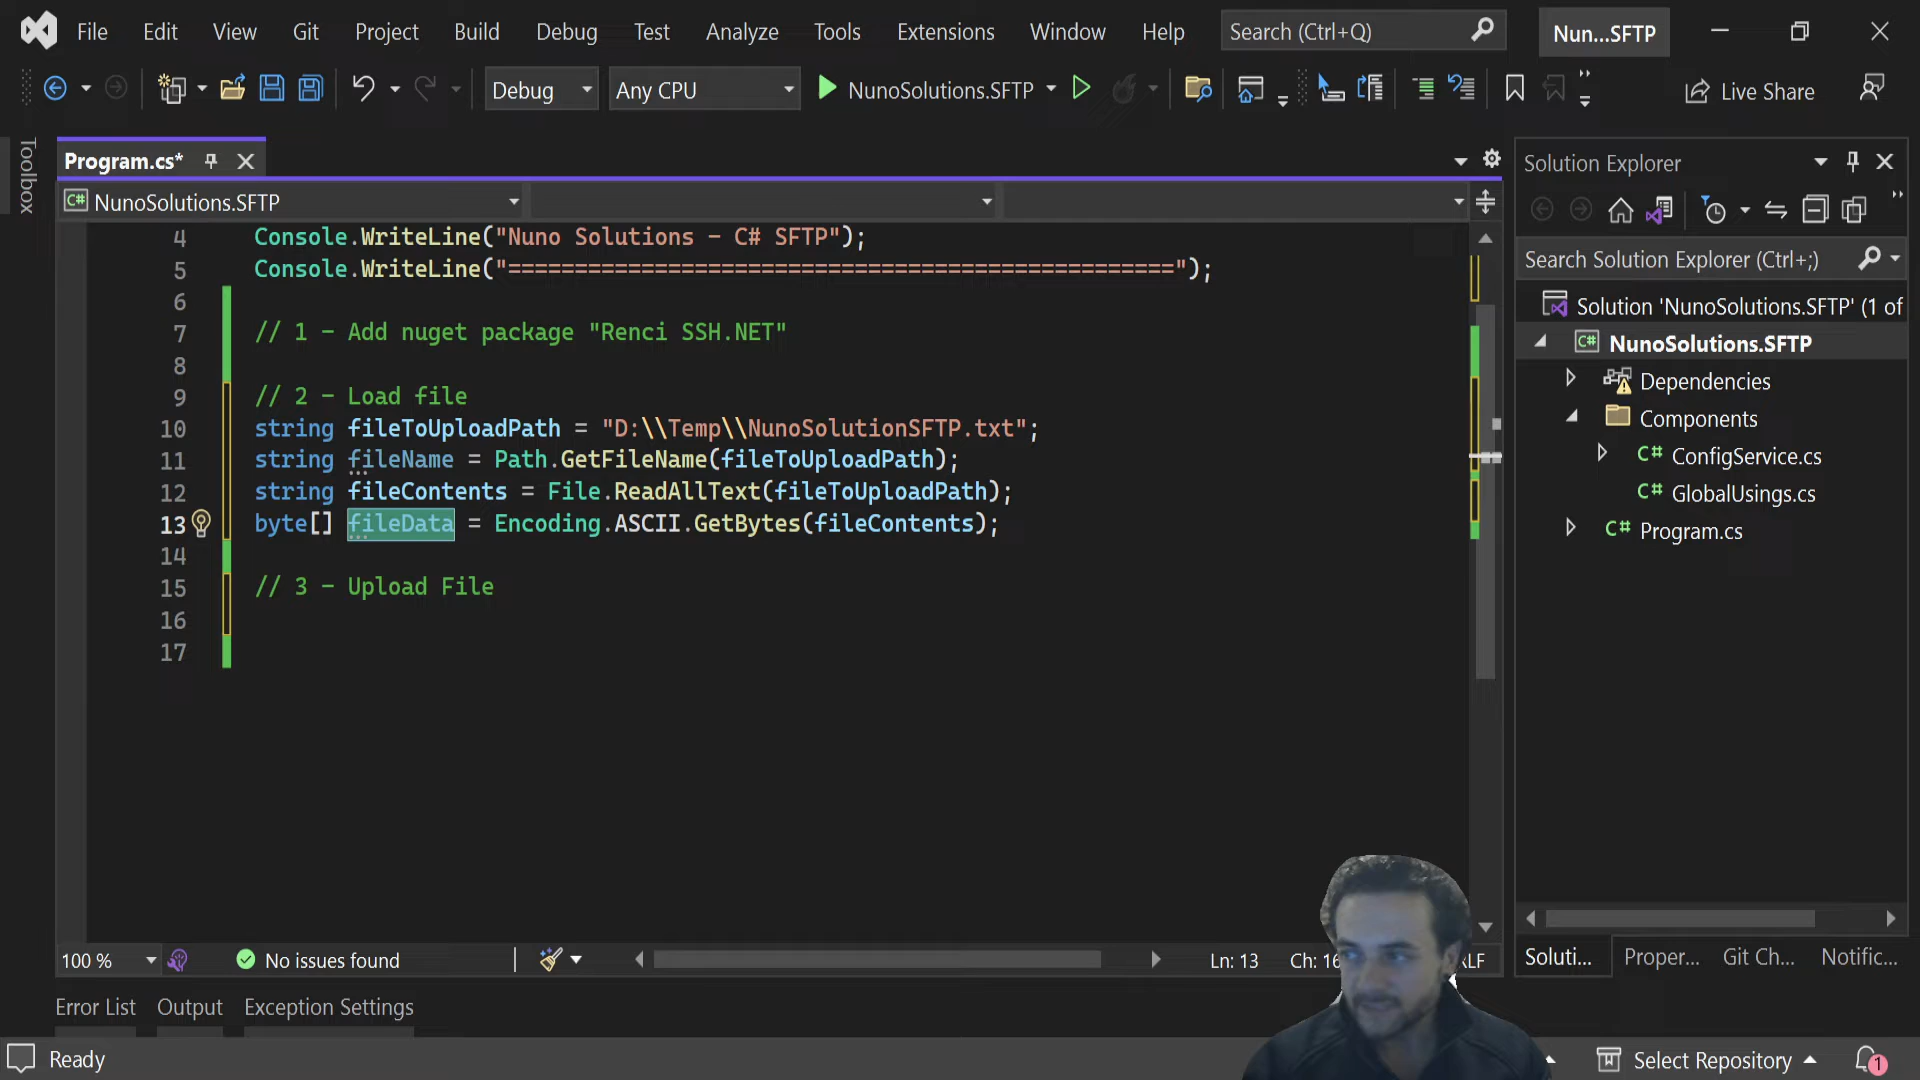 File Edit View Git Project Build Debug Test Analyze Tools Extensions Window Help Search (Ctrl+Q) Nun...SFTP
Debug Any CPU NunoSolutions.SFTP Live Share
Toolbox
Program.cs*
NunoSolutions.SFTP
4 Console.WriteLine("Nuno Solutions - C# SFTP");
5 Console.WriteLine("==================================================");
6
7 // 1 - Add nuget package "Renci SSH.NET"
8
9 // 2 - Load file
10 string fileToUploadPath = "D:\\Temp\\NunoSolutionSFTP.txt";
11 string fileName = Path.GetFileName(fileToUploadPath);
12 string fileContents = File.ReadAllText(fileToUploadPath);
13 byte[] fileData = Encoding.ASCII.GetBytes(fileContents);
14
15 // 3 - Upload File
16
17
100 % No issues found Ln: 13 Ch: 16
Error List Output Exception Settings
Ready
Solution Explorer
Search Solution Explorer (Ctrl+;)
Solution 'NunoSolutions.SFTP' (1 of
C# NunoSolutions.SFTP
Dependencies
Components
C# ConfigService.cs
C# GlobalUsings.cs
C# Program.cs
Soluti... Proper... Git Ch... Notific...
Select Repository 1